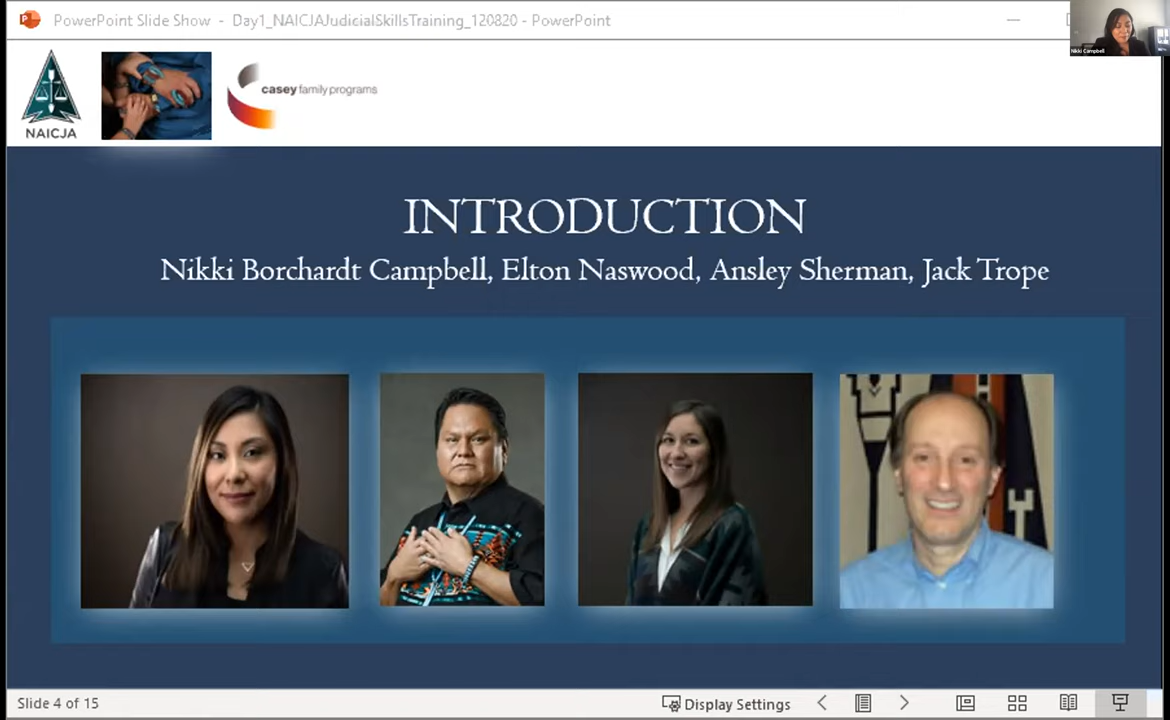 PowerPoint Slide Show - Day1_NAICJAJudicialSkillsTraining_120820 - PowerPoint
Nikki Campbell
NAICJA
casey family programs
INTRODUCTION
Nikki Borchardt Campbell, Elton Naswood, Ansley Sherman, Jack Trope
Slide 4 of 15
Display Settings